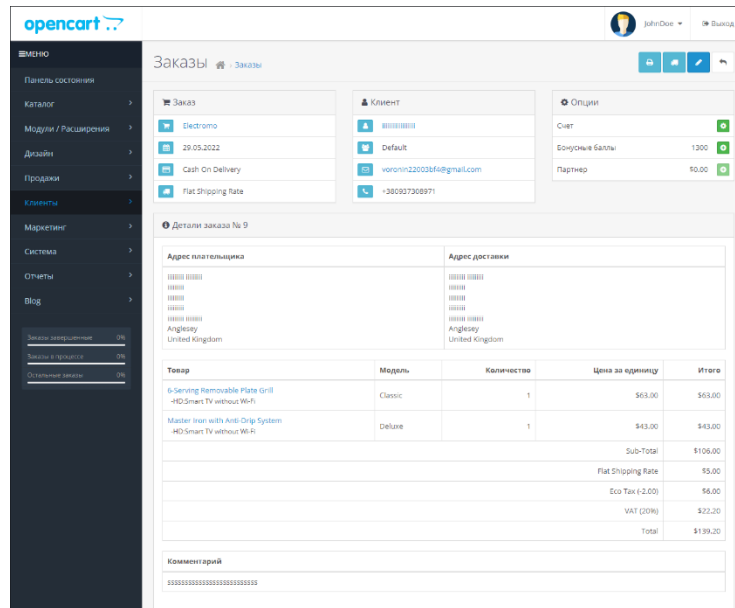 opencart
JohnDoe
Выход
МЕНЮ
Панель состояния
Каталог
Модули / Расширения
Дизайн
Продажи
Клиенты
Маркетинг
Система
Отчеты
Blog
Заказы завершенные 0%
Заказы в процессе 0%
Остальные заказы 0%
Заказы
Заказы
Заказ
Electromo
29.05.2022
Cash On Delivery
Flat Shipping Rate
Клиент
Default
voronin22003bf4@gmail.com
+380937308971
Опции
Счет
Бонусные баллы 1300
Партнер $0.00
Детали заказа № 9
Адрес плательщика Адрес доставки
Anglesey Anglesey
United Kingdom United Kingdom
Товар Модель Количество Цена за единицу Итого
6-Serving Removable Plate Grill Classic 1 $63.00 $63.00
-HD:Smart TV without Wi-Fi
Master Iron with Anti-Drip System Deluxe 1 $43.00 $43.00
-HD:Smart TV without Wi-Fi
Sub-Total $106.00
Flat Shipping Rate $5.00
Eco Tax (-2.00) $6.00
VAT (20%) $22.20
Total $139.20
Комментарий